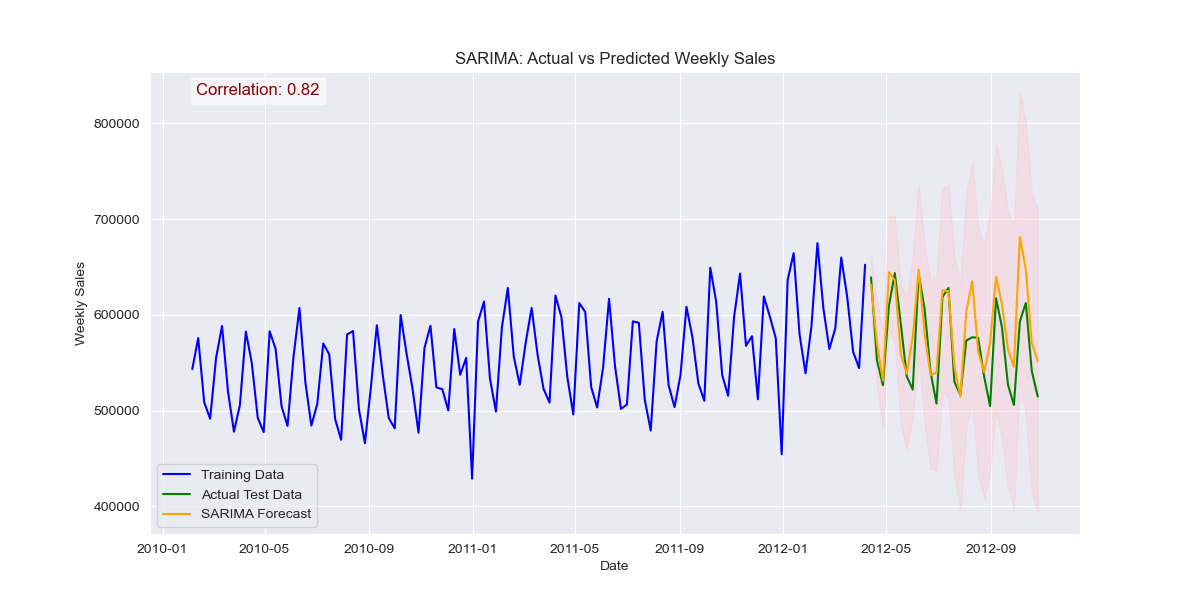 SARIMA: Actual vs Predicted Weekly Sales
Correlation: 0.82
Weekly Sales
800000
700000
600000
500000
400000
Training Data
Actual Test Data
SARIMA Forecast
2010-01 2010-05 2010-09 2011-01 2011-05 2011-09 2012-01 2012-05 2012-09
Date